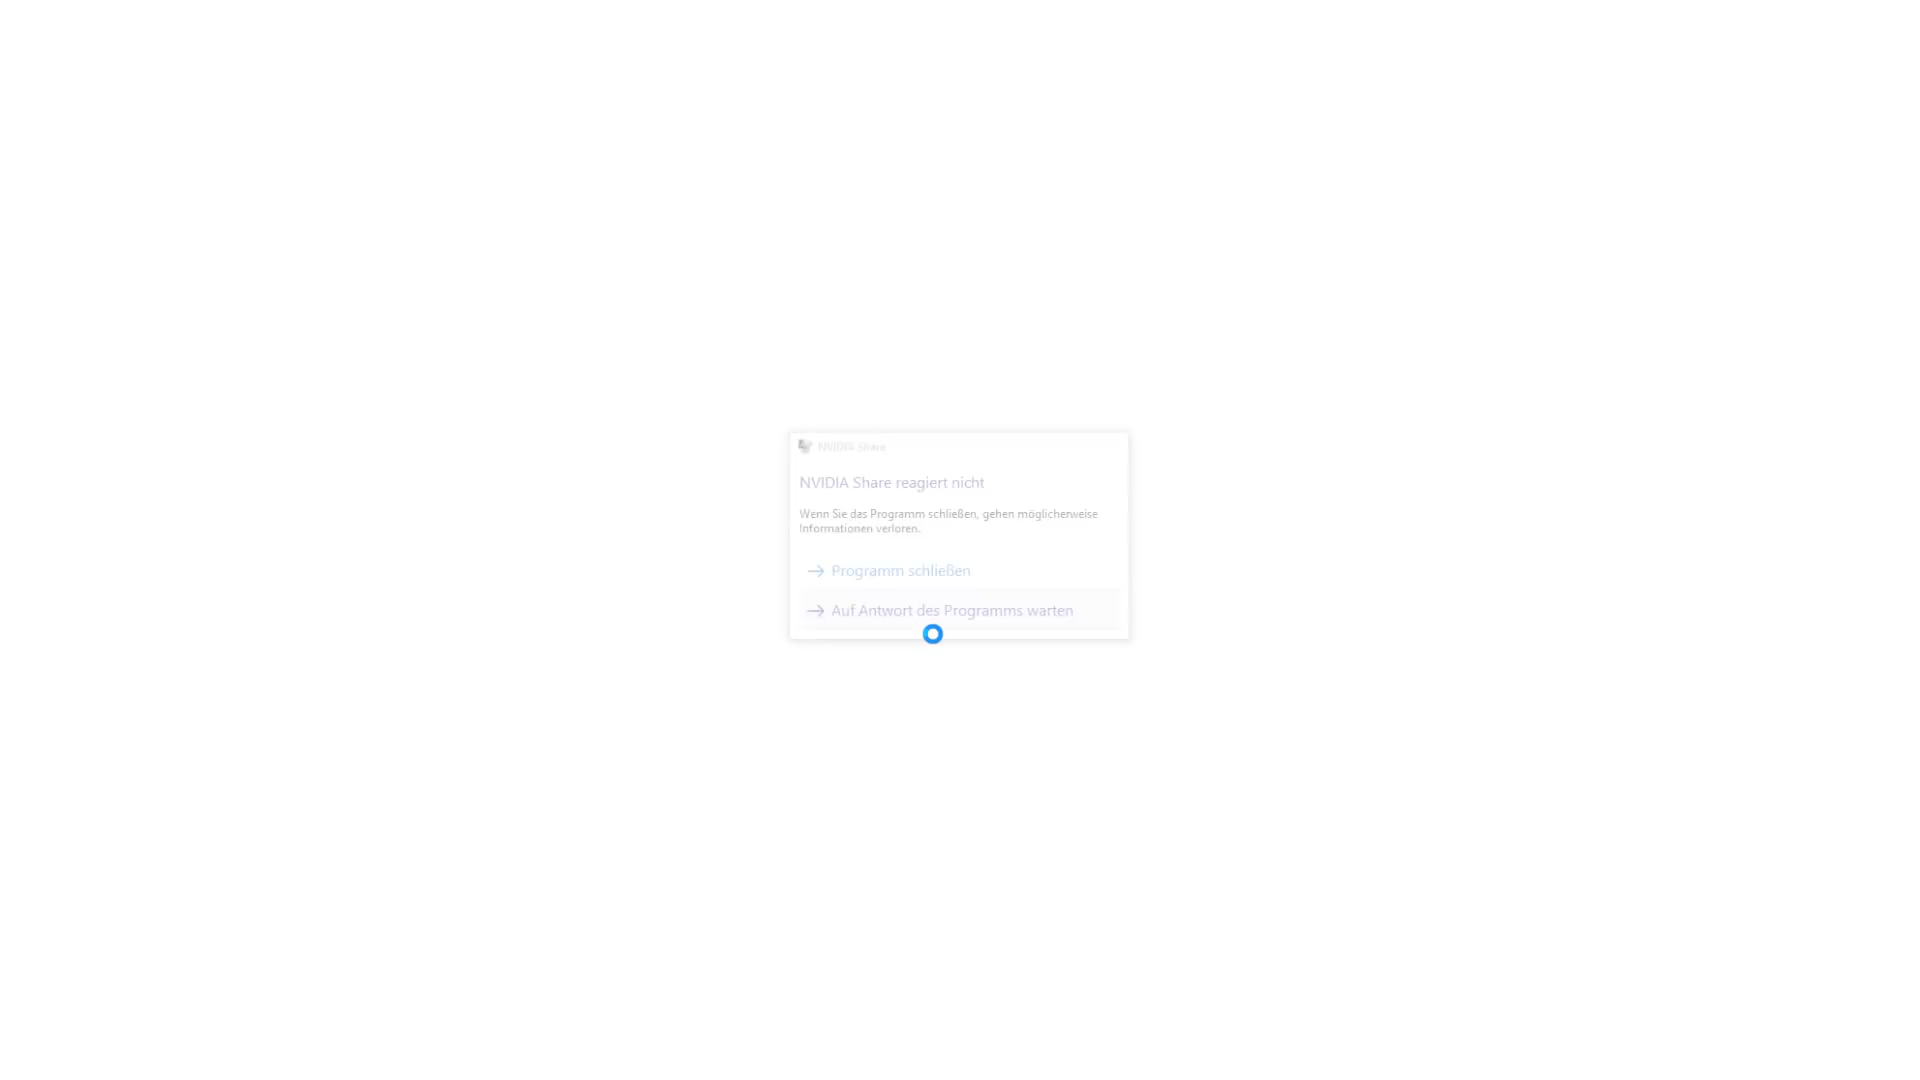 NVIDIA Share
NVIDIA Share reagiert nicht
Wenn Sie das Programm schließen, gehen möglicherweise
Informationen verloren.
Programm schließen
Auf Antwort des Programms warten